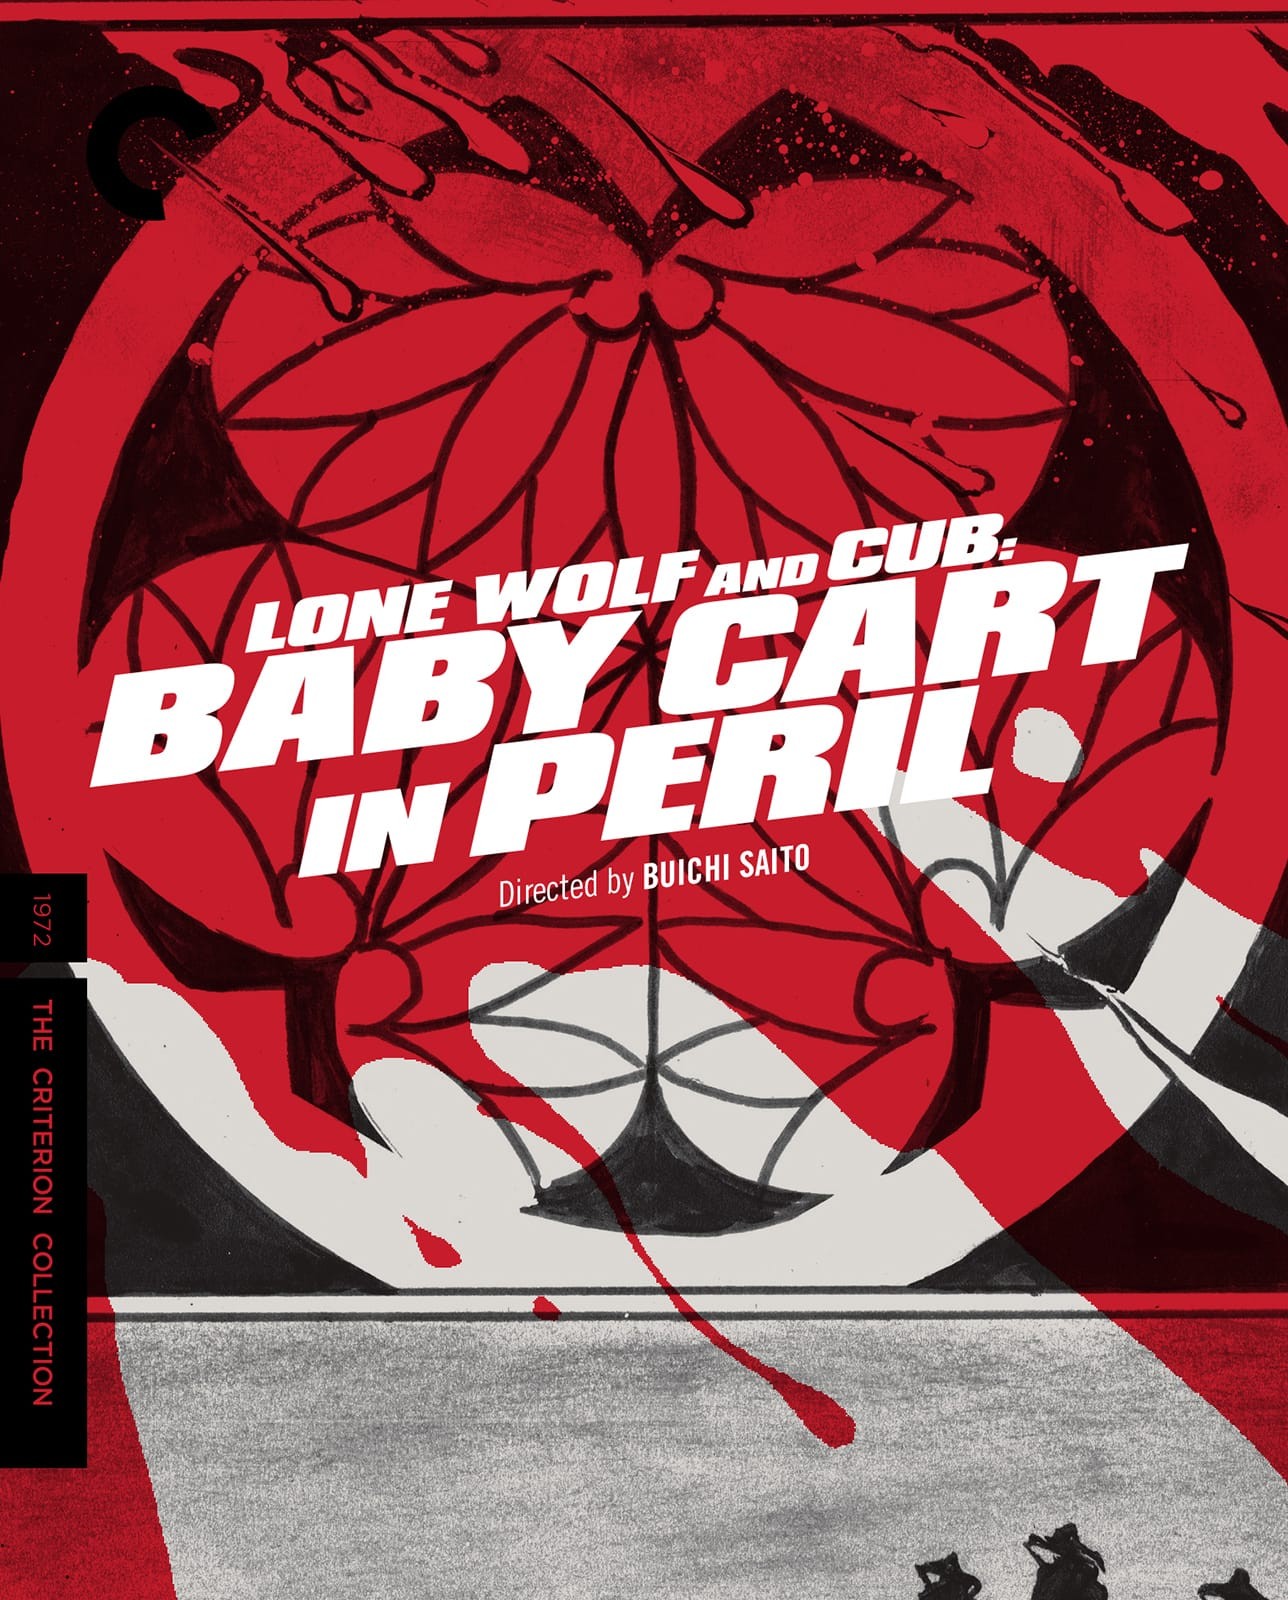 LONE WOLF AND CUB:
BABY CART
IN PERIL
Directed by BUICHI SAITO
1972
THE CRITERION COLLECTION